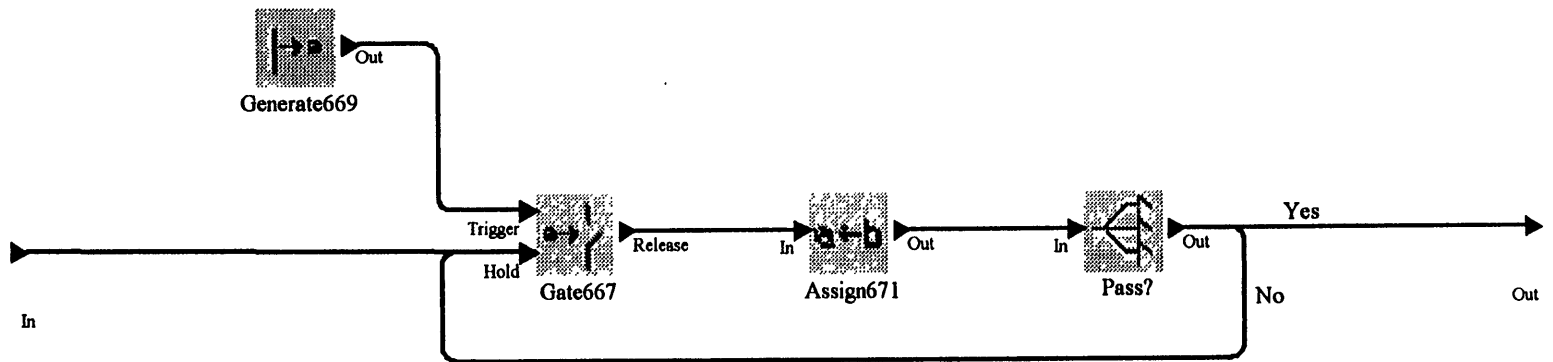 Out
Generate669
Trigger
Hold
Gate667
Release
In
a b
Out
Assign671
In
Out
Pass?
Yes
No
In
Out